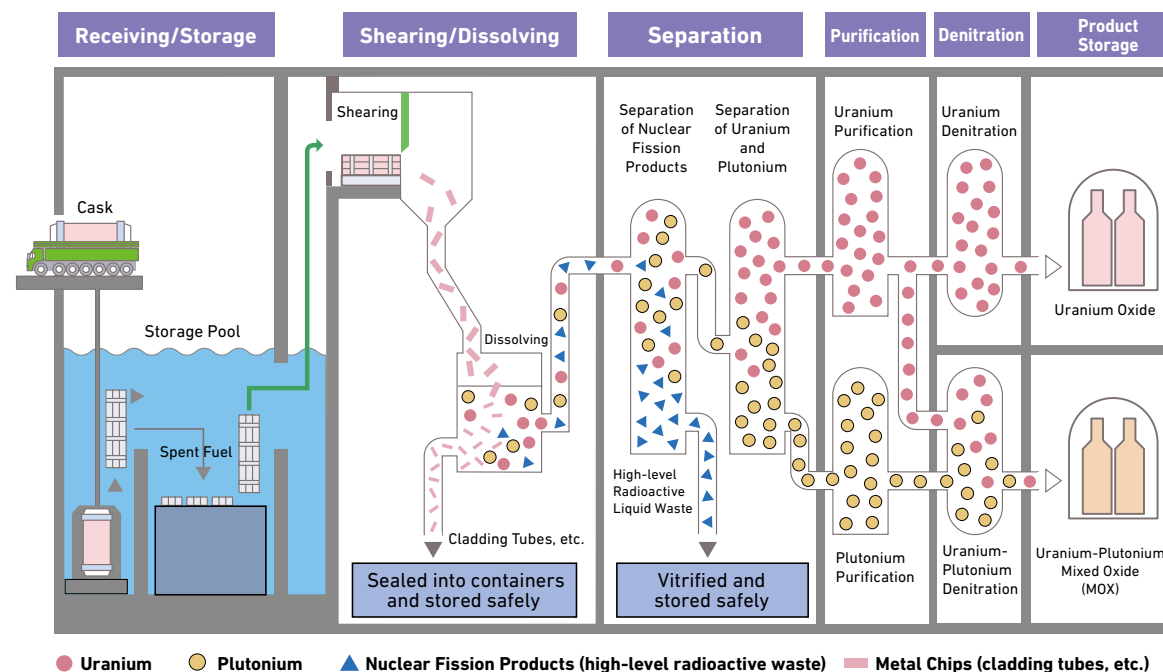 Receiving/Storage
Shearing/Dissolving
Separation
Purification
Denitration
Product
Storage
Shearing
Separation
of Nuclear
Fission
Products
Separation
of Uranium
and
Plutonium
Uranium
Purification
Uranium
Denitration
Cask
Storage Pool
Dissolving
Uranium Oxide
Spent Fuel
High-level
Radioactive
Liquid Waste
Cladding Tubes, etc.
Sealed into containers
and stored safely
Vitrified and
stored safely
Plutonium
Purification
Uranium-
Plutonium
Denitration
Uranium-Plutonium
Mixed Oxide
(MOX)
Uranium
Plutonium
Nuclear Fission Products (high-level radioactive waste)
Metal Chips (cladding tubes, etc.)